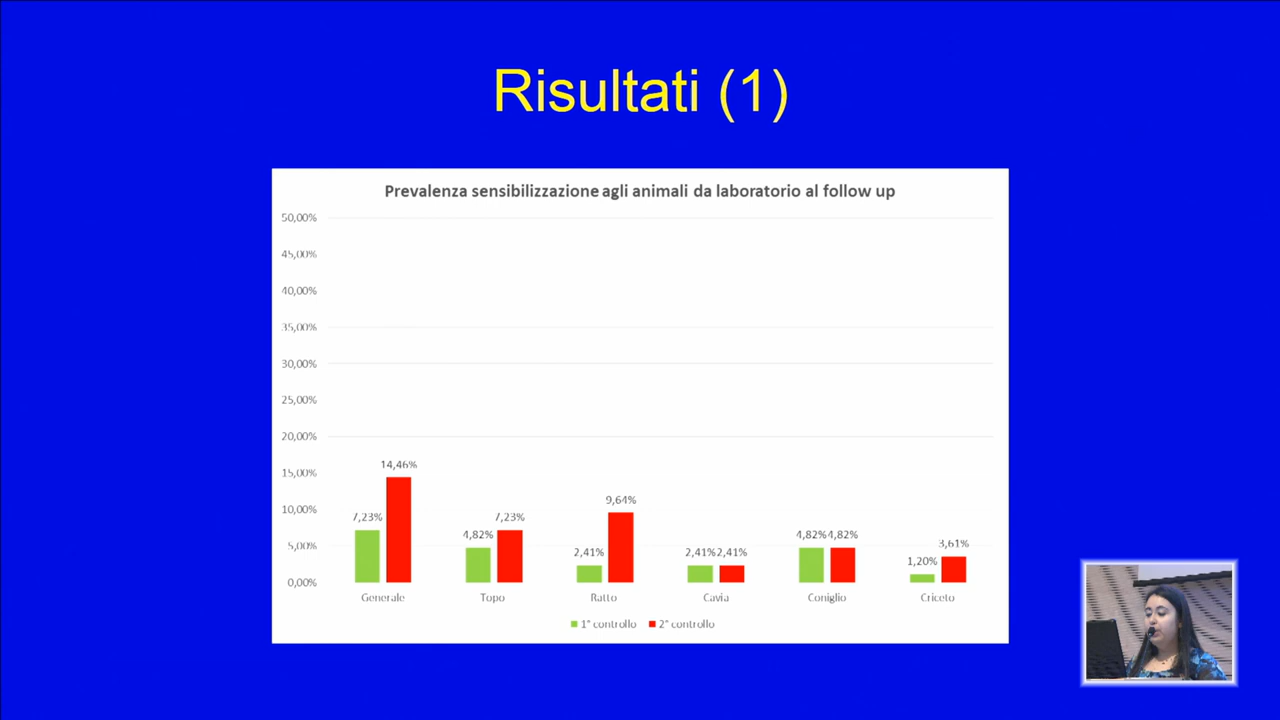 Risultati (1)
Prevalenza sensibilizzazione agli animali da laboratorio al follow up
50,00%
45,00%
40,00%
35,00%
30,00%
25,00%
20,00%
15,00%
10,00%
5,00%
0,00%
7,23%
14,46%
4,82%
7,23%
2,41%
9,64%
2,41%
2,41%
4,82%
4,82%
1,20%
3,61%
Generale
Topo
Ratto
Cavia
Coniglio
Criceto
1° controllo
2° controllo